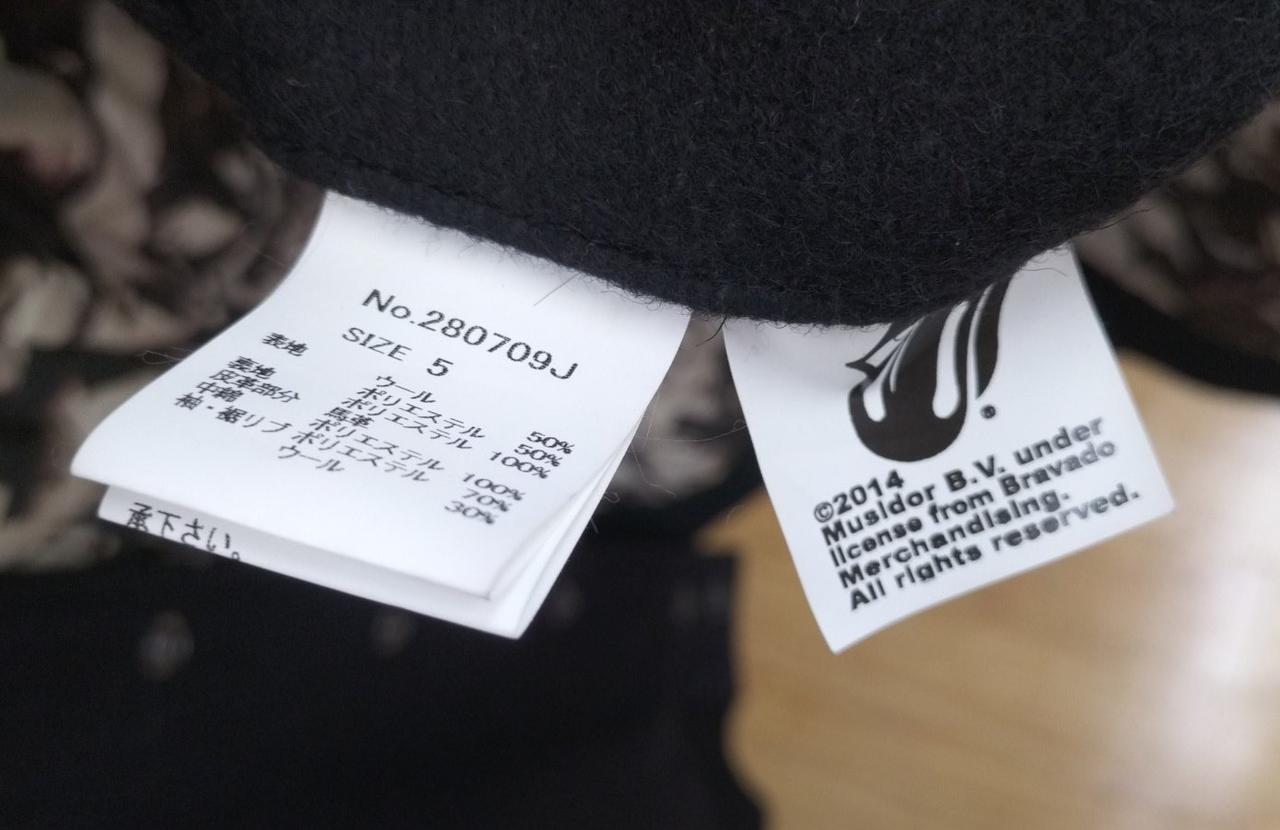 No.280709J
SIZE 5
表地 ウール 50%
ポリエステル 50%
裏地 ポリエステル 100%
皮革部分 馬革
中綿 ポリエステル 100%
袖・裾リブ ポリエステル 70%
ウール 30%
承下さい。
®
©2014
Musidor B.V. under
license from Bravado
Merchandising.
All rights reserved.